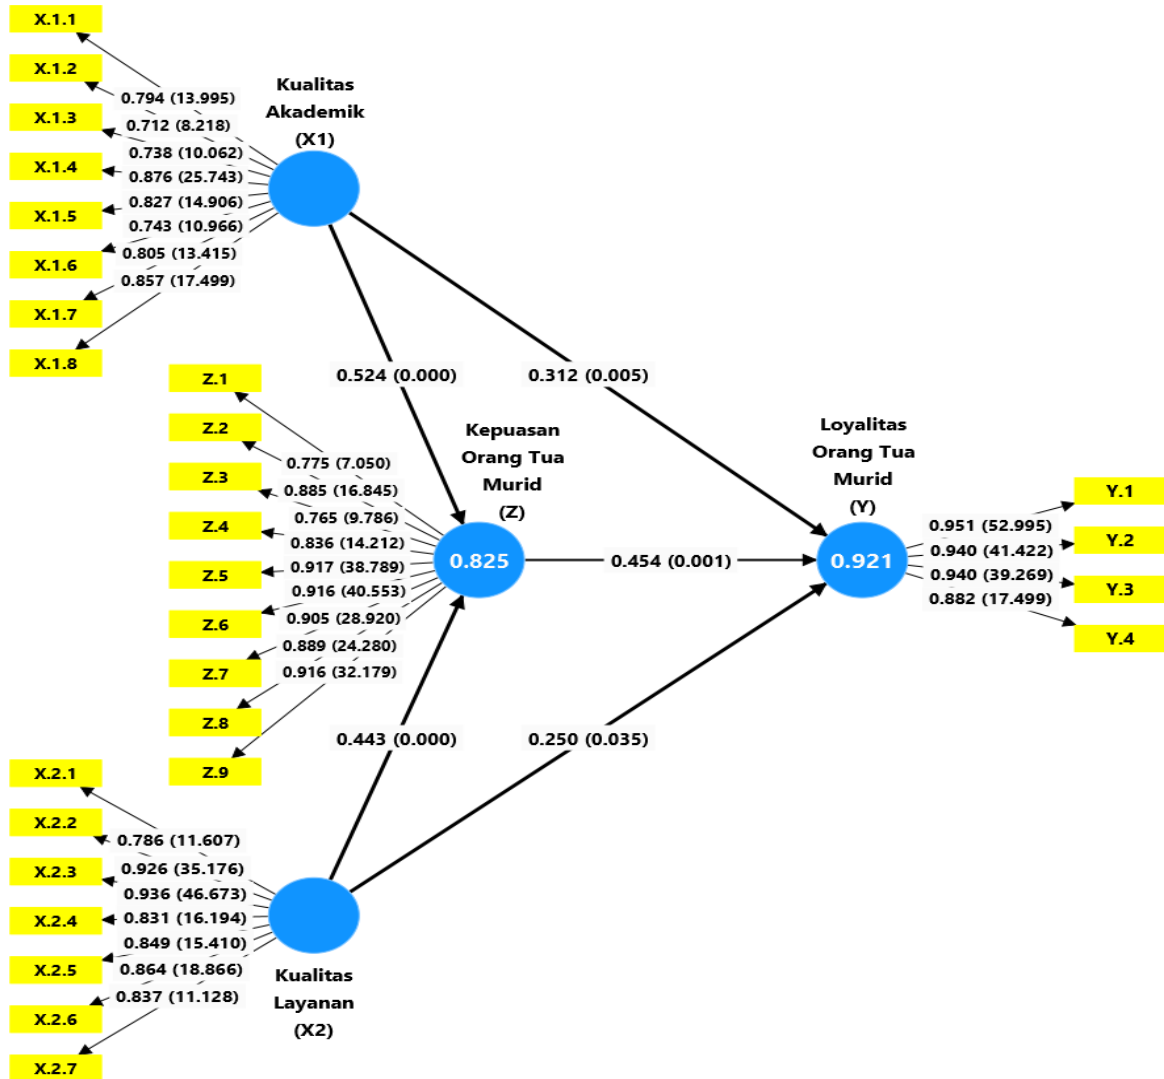 X.1.1
X.1.2
X.1.3
X.1.4
X.1.5
X.1.6
X.1.7
X.1.8
0.794 (13.995)
0.712 (8.218)
0.738 (10.062)
0.876 (25.743)
0.827 (14.906)
0.743 (10.966)
0.805 (13.415)
0.857 (17.499)
Kualitas
Akademik
(X1)
0.524 (0.000)
0.312 (0.005)
Z.1
Z.2
Z.3
Z.4
Z.5
Z.6
Z.7
Z.8
Z.9
0.775 (7.050)
0.885 (16.845)
0.765 (9.786)
0.836 (14.212)
0.917 (38.789)
0.916 (40.553)
0.905 (28.920)
0.889 (24.280)
0.916 (32.179)
Kepuasan
Orang Tua
Murid
(Z)
0.825
0.454 (0.001)
Loyalitas
Orang Tua
Murid
(Y)
0.921
0.951 (52.995)
0.940 (41.422)
0.940 (39.269)
0.882 (17.499)
Y.1
Y.2
Y.3
Y.4
0.443 (0.000)
0.250 (0.035)
X.2.1
X.2.2
X.2.3
X.2.4
X.2.5
X.2.6
X.2.7
0.786 (11.607)
0.926 (35.176)
0.936 (46.673)
0.831 (16.194)
0.849 (15.410)
0.864 (18.866)
0.837 (11.128)
Kualitas
Layanan
(X2)